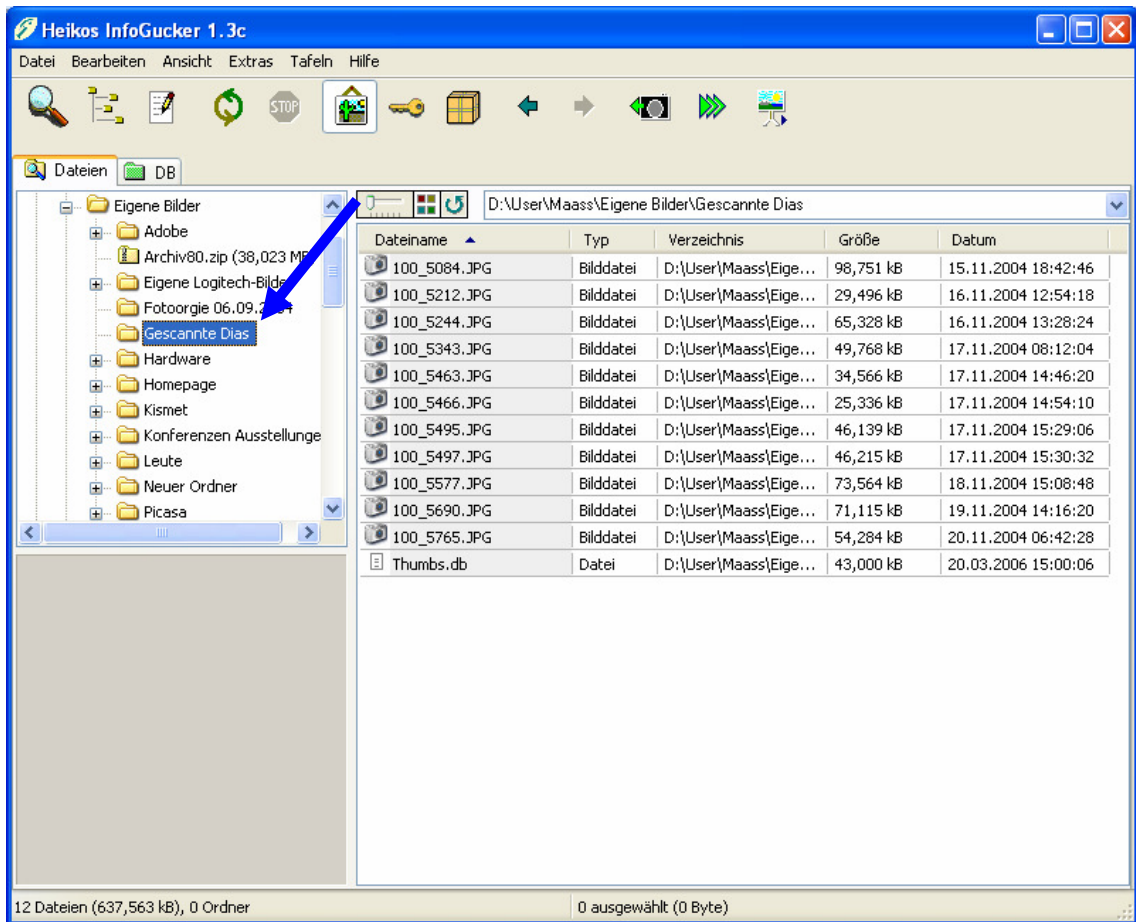 Heikos InfoGucker 1.3c
Datei Bearbeiten Ansicht Extras Tafeln Hilfe
STOP
Dateien DB
Eigene Bilder
Adobe
Archiv80.zip (38,023 M
Eigene Logitech-Bilde
Fotoorgie 06.09.
Gescannte Dias
Hardware
Homepage
Kismet
Konferenzen Ausstellunge
Leute
Neuer Ordner
Picasa
D:\User\Maass\Eigene Bilder\Gescannte Dias
Dateiname Typ Verzeichnis Größe Datum
100_5084.JPG Bilddatei D:\User\Maass\Eige... 98,751 kB 15.11.2004 18:42:46
100_5212.JPG Bilddatei D:\User\Maass\Eige... 29,496 kB 16.11.2004 12:54:18
100_5244.JPG Bilddatei D:\User\Maass\Eige... 65,328 kB 16.11.2004 13:28:24
100_5343.JPG Bilddatei D:\User\Maass\Eige... 49,768 kB 17.11.2004 08:12:04
100_5463.JPG Bilddatei D:\User\Maass\Eige... 34,566 kB 17.11.2004 14:46:20
100_5466.JPG Bilddatei D:\User\Maass\Eige... 25,336 kB 17.11.2004 14:54:10
100_5495.JPG Bilddatei D:\User\Maass\Eige... 46,139 kB 17.11.2004 15:29:06
100_5497.JPG Bilddatei D:\User\Maass\Eige... 46,215 kB 17.11.2004 15:30:32
100_5577.JPG Bilddatei D:\User\Maass\Eige... 73,564 kB 18.11.2004 15:08:48
100_5690.JPG Bilddatei D:\User\Maass\Eige... 71,115 kB 19.11.2004 14:16:20
100_5765.JPG Bilddatei D:\User\Maass\Eige... 54,284 kB 20.11.2004 06:42:28
Thumbs.db Datei D:\User\Maass\Eige... 43,000 kB 20.03.2006 15:00:06
12 Dateien (637,563 kB), 0 Ordner 0 ausgewählt (0 Byte)